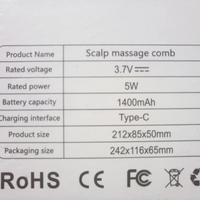 Product Name Scalp massage comb
Rated voltage 3.7V⎓
Rated power 5W
Battery capacity 1400mAh
Charging interface Type-C
Product size 212x85x50mm
Packaging size 242x116x65mm
RoHS CE FC